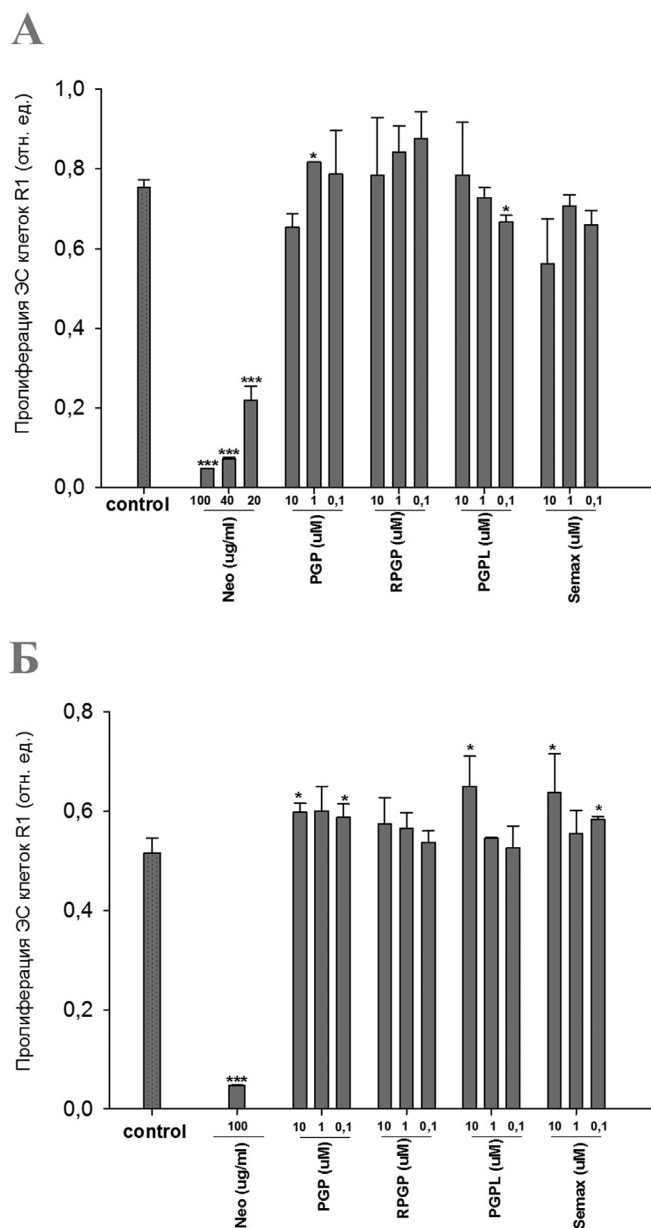 А
Пролиферация ЭС клеток R1 (отн. ед.)
1,0
0,8
0,6
0,4
0,2
0,0
*
*
***
***
***
control
100 40 20
10 1 0,1
10 1 0,1
10 1 0,1
10 1 0,1
Neo (ug/ml)
PGP (uM)
RPGP (uM)
PGPL (uM)
Semax (uM)
Б
Пролиферация ЭС клеток R1 (отн. ед.)
0,8
0,6
0,4
0,2
0,0
*
*
*
*
*
***
control
100
10 1 0,1
10 1 0,1
10 1 0,1
10 1 0,1
Neo (ug/ml)
PGP (uM)
RPGP (uM)
PGPL (uM)
Semax (uM)